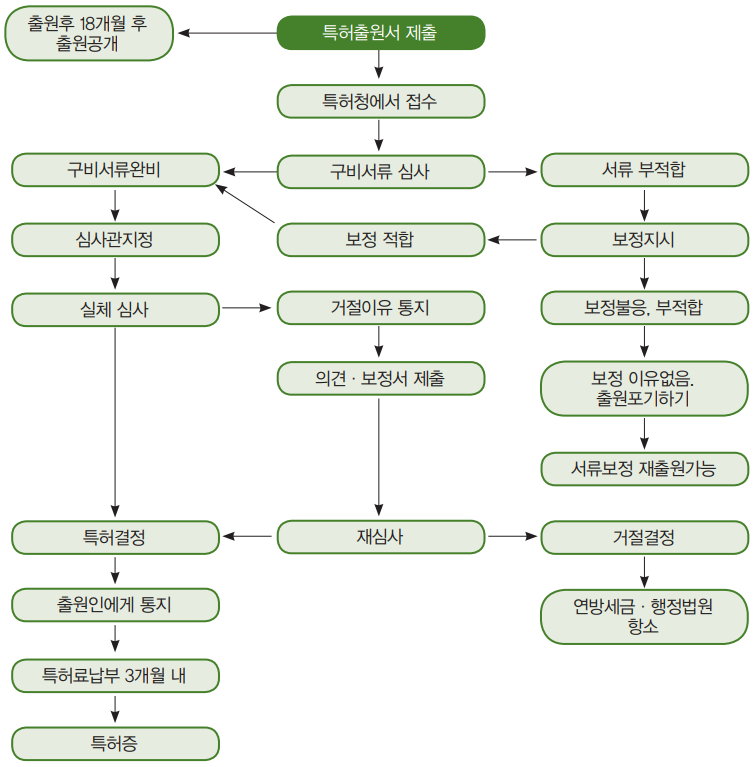 출원후 18개월 후
출원공개
특허출원서 제출
특허청에서 접수
구비서류완비
구비서류 심사
서류 부적합
심사관지정
보정 적합
보정지시
실체 심사
거절이유 통지
보정불응, 부적합
의견 · 보정서 제출
보정 이유없음.
출원포기하기
서류보정 재출원가능
특허결정
재심사
거절결정
출원인에게 통지
연방세금 · 행정법원
항소
특허료납부 3개월 내
특허증